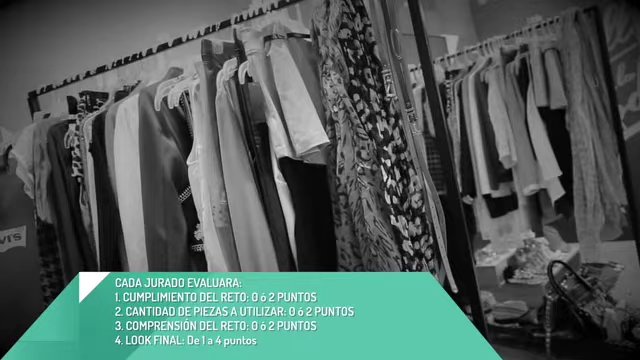 CADA JURADO EVALUARA:
1. CUMPLIMIENTO DEL RETO: 0 ó 2 PUNTOS
2. CANTIDAD DE PIEZAS A UTILIZAR: 0 ó 2 PUNTOS
3. COMPRENSIÓN DEL RETO: 0 ó 2 PUNTOS
4. LOOK FINAL: De 1 a 4 puntos